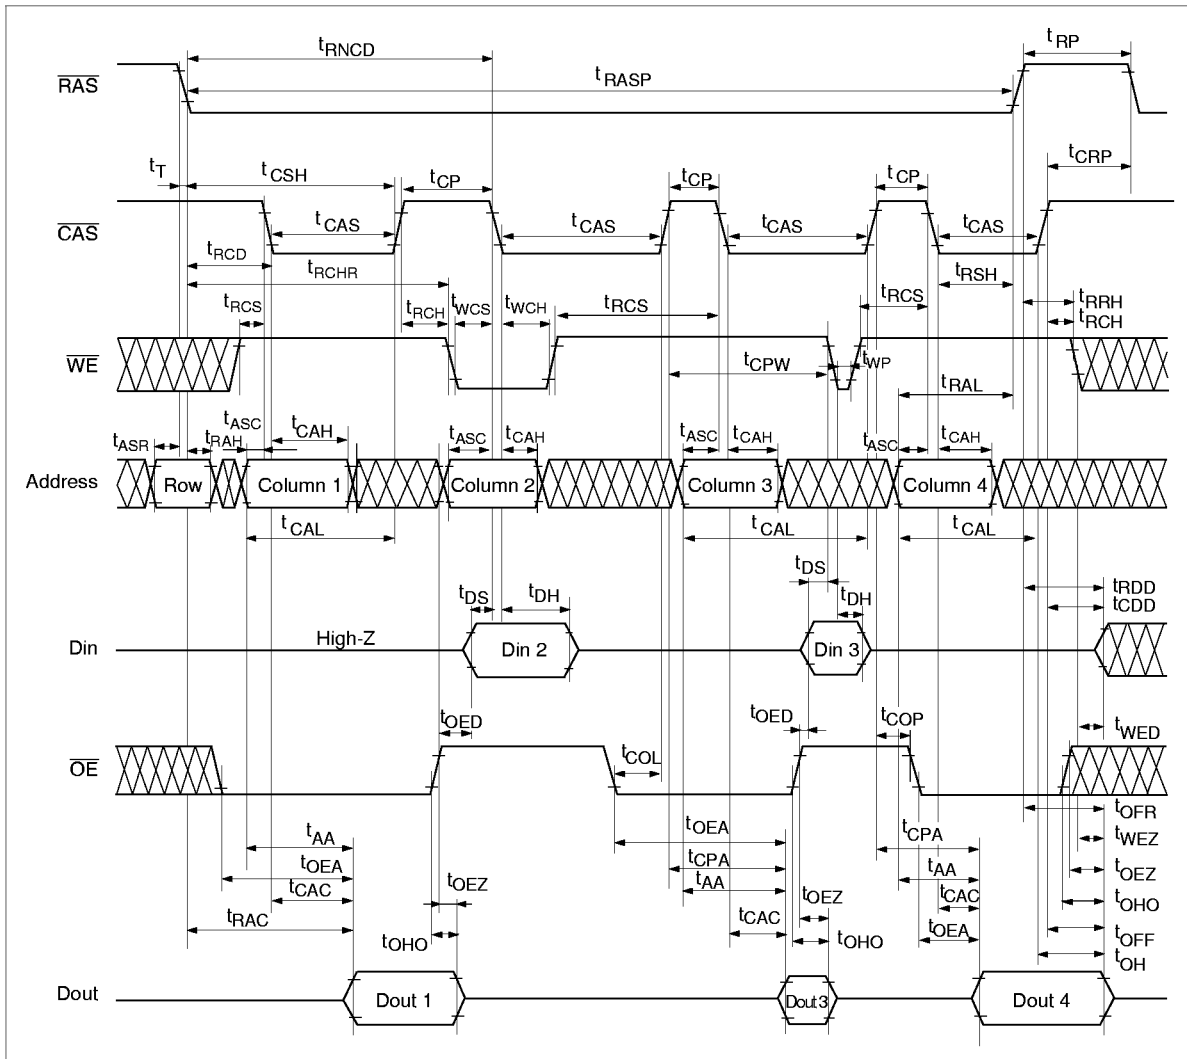 tRNCD tRP
RAS tRASP
tT tCSH tCP tCP tCP tCRP
CAS tCAS tCAS tCAS tCAS
tRCD tRCHR tRSH
tRCS tRCH tWCS tWCH tRCS tRCS tRRH
tRCH
WE tCPW tWP
tRAL
tASR tRAH tASC tCAH tASC tCAH tASC tCAH tASC tCAH
Address Row Column 1 Column 2 Column 3 Column 4
tCAL tCAL tCAL
tDS tDH tDS tDH tRDD
tCDD
Din High-Z Din 2 Din 3
tOED tOED tCOP tWED
OE tCOL
tOFR
tAA tOEA tCPA tWEZ
tOEA tCPA tAA tOEZ
tCAC tOEZ tAA tOEZ tCAC tOHO
tRAC tCAC tOEA tOFF
tOHO tOHO tOH
Dout Dout 1 Dout 3 Dout 4